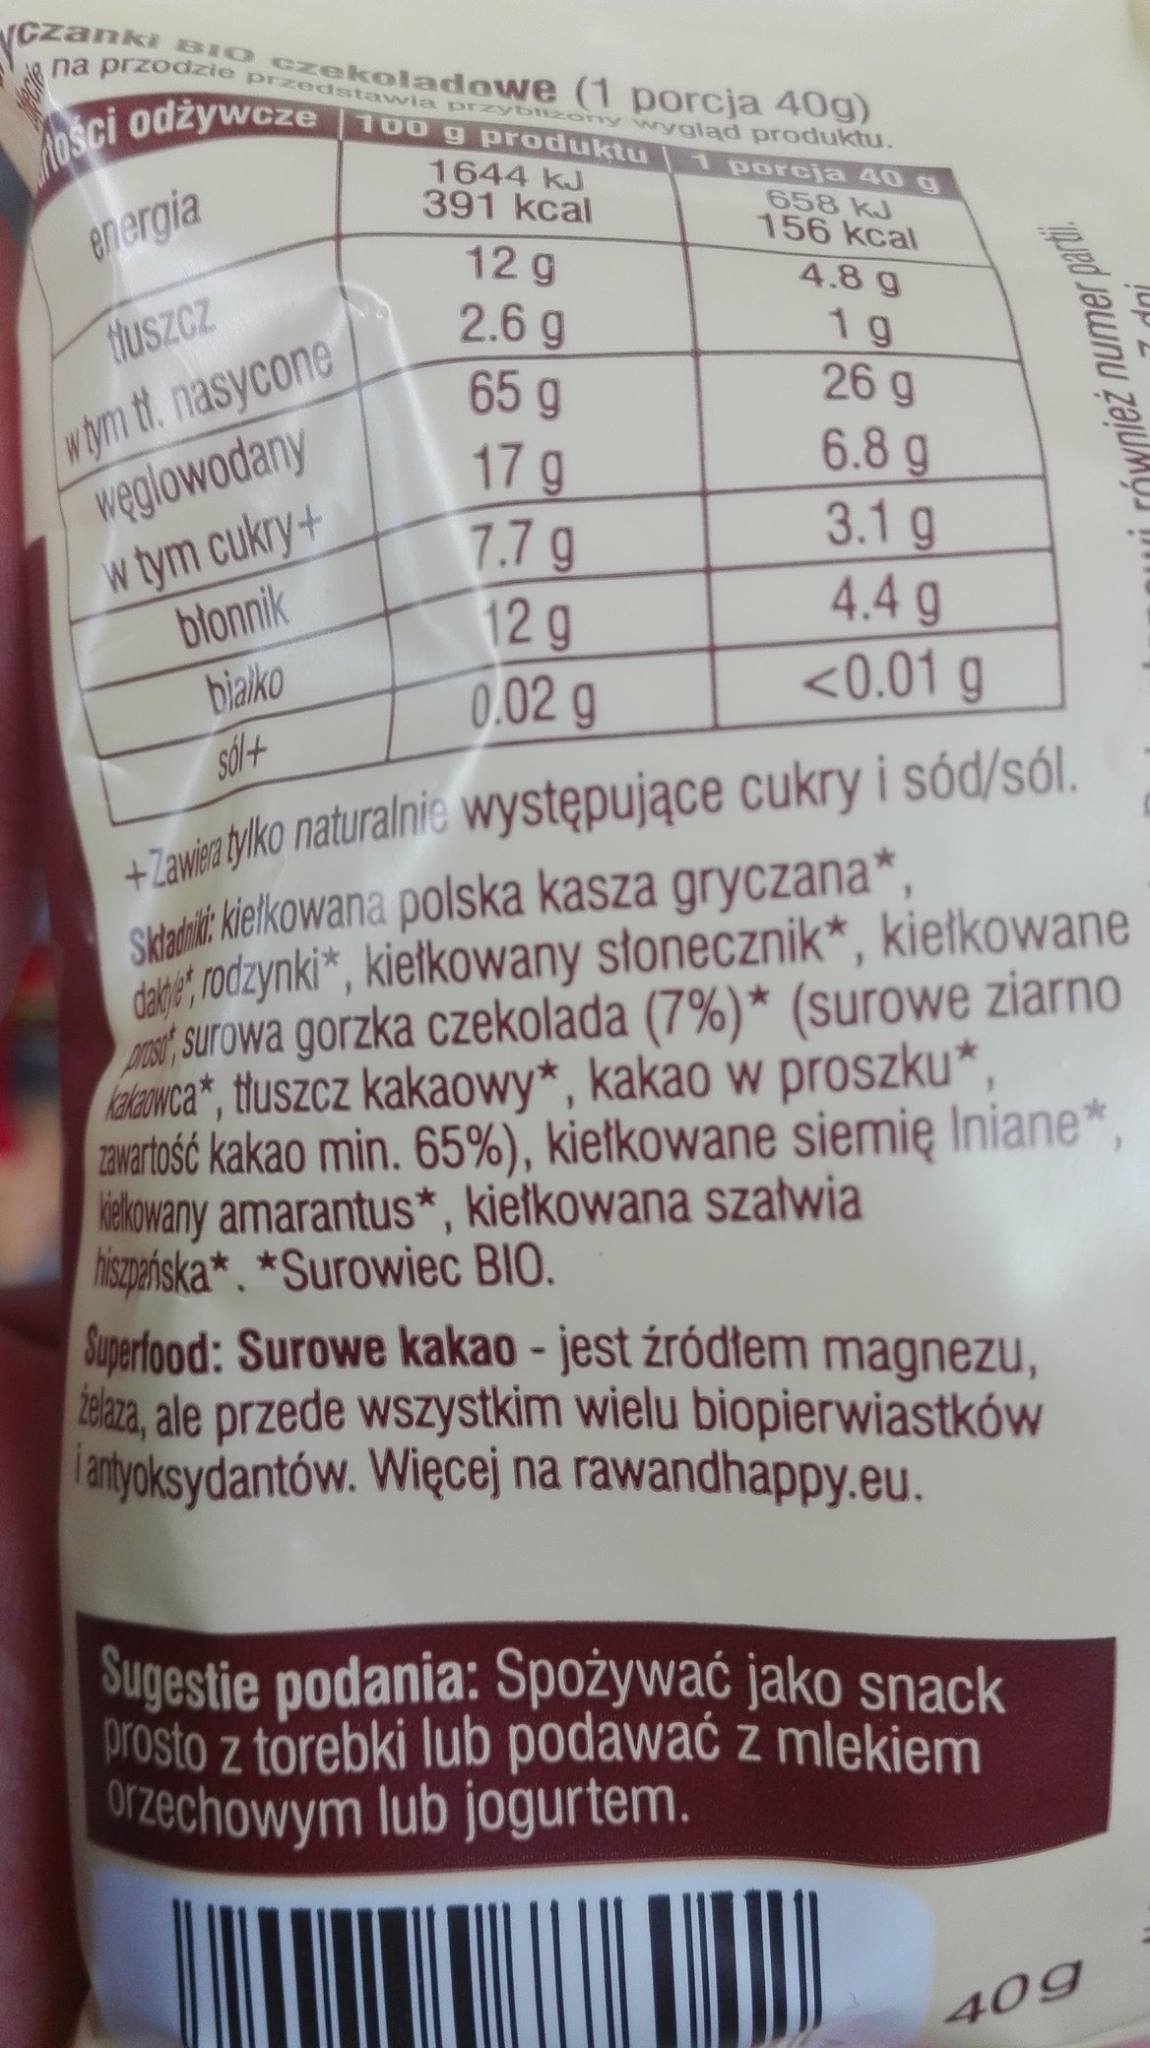 BIO czekoladowe (1 porcja 40g)
na przodzie przedstawia przybliżony wygląd produktu.
odżywcze | 100 g produktu | 1 porcja 40 g
energia 1644 kJ 658 kJ
391 kcal 156 kcal
tłuszcz 12 g 4.8 g
w tym tł. nasycone 2.6 g 1 g
węglowodany 65 g 26 g
w tym cukry+ 17 g 6.8 g
błonnik 7.7 g 3.1 g
białko 12 g 4.4 g
sól+ 0.02 g <0.01 g
+Zawiera tylko naturalnie występujące cukry i sód/sól.
Składniki: kiełkowana polska kasza gryczana*,
daktyle*, rodzynki*, kiełkowany słonecznik*, kiełkowane
proso*, surowa gorzka czekolada (7%)* (surowe ziarno
kakaowca*, tłuszcz kakaowy*, kakao w proszku*,
zawartość kakao min. 65%), kiełkowane siemię lniane*,
kiełkowany amarantus*, kiełkowana szałwia
hiszpańska*. *Surowiec BIO.
Superfood: Surowe kakao - jest źródłem magnezu,
żelaza, ale przede wszystkim wielu biopierwiastków
i antyoksydantów. Więcej na rawandhappy.eu.
Sugestie podania: Spożywać jako snack
prosto z torebki lub podawać z mlekiem
orzechowym lub jogurtem.
40g
również numer partii.